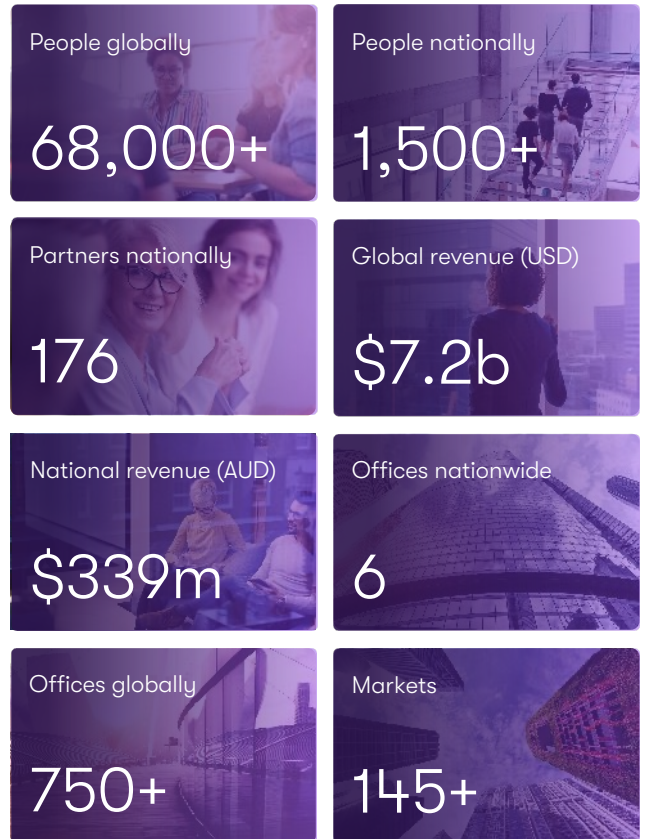 People globally
68,000+
People nationally
1,500+
Partners nationally
176
Global revenue (USD)
$7.2b
National revenue (AUD)
$339m
Offices nationwide
6
Offices globally
750+
Markets
145+